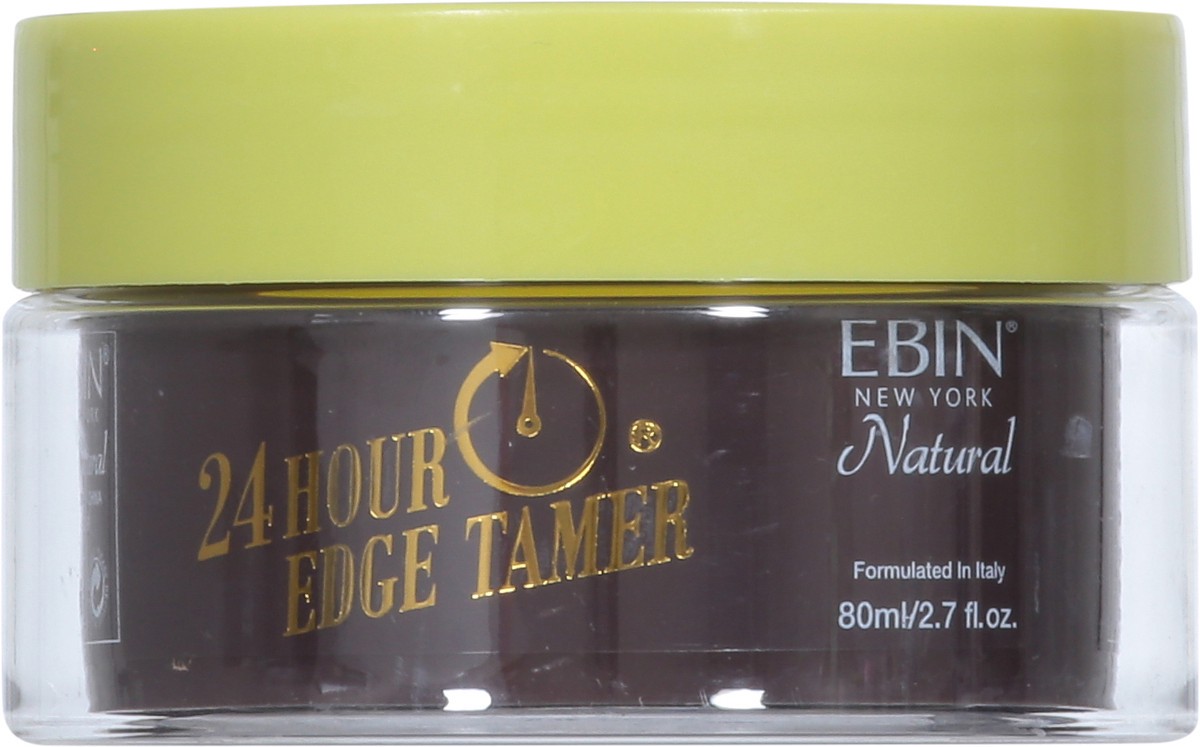 24 HOUR
EDGE TAMER®
EBIN®
NEW YORK
Natural
Formulated In Italy
80ml/2.7 fl.oz.